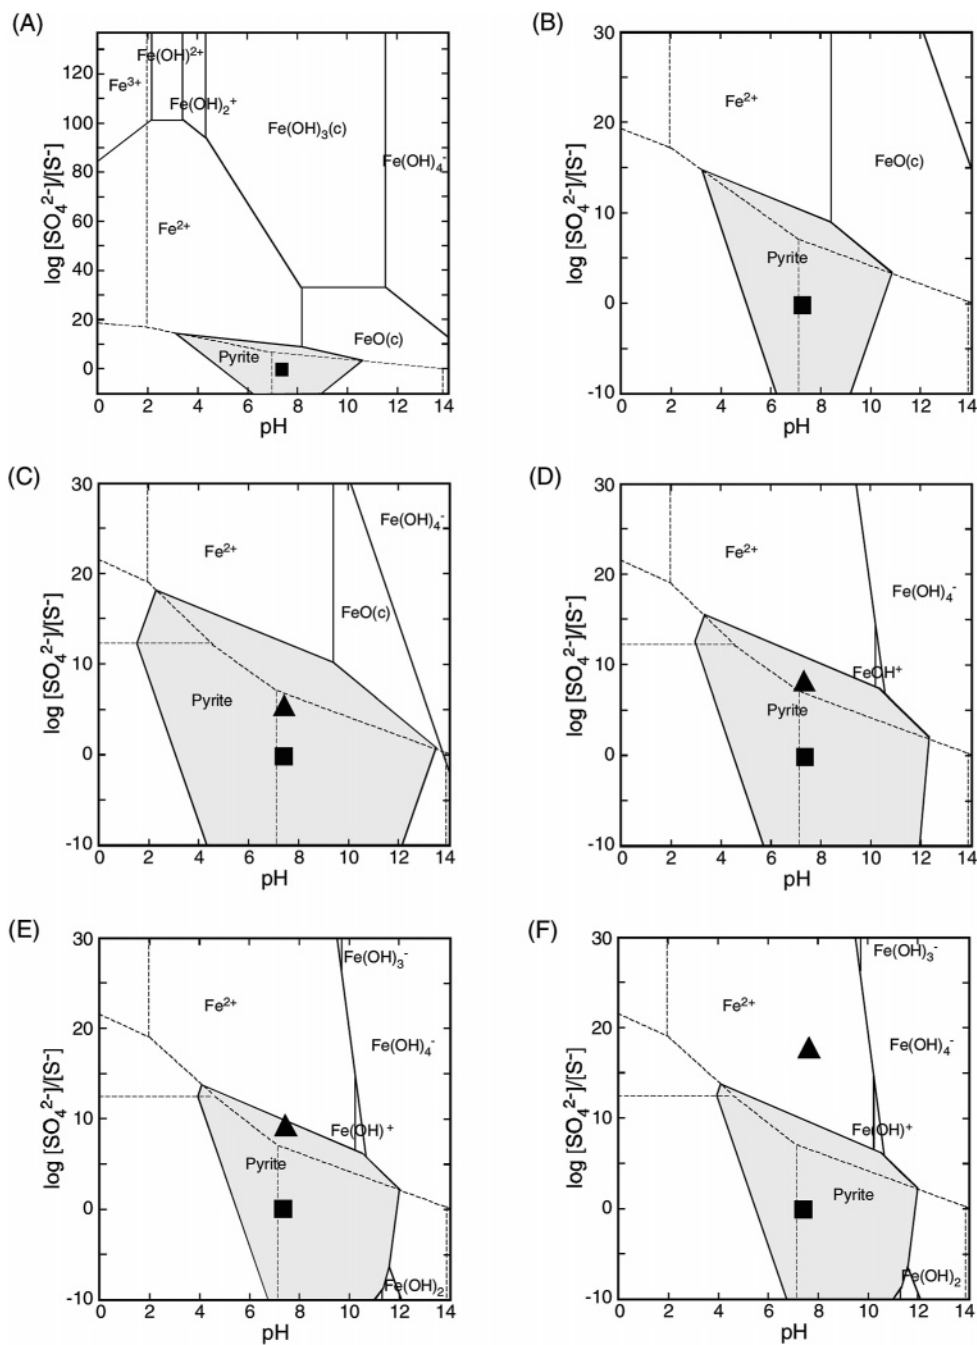 (A)
log [SO₄²⁻]/[S⁻]
120
100
80
60
40
20
0
Fe³⁺
Fe(OH)²⁺
Fe(OH)₂⁺
Fe(OH)₃(c)
Fe(OH)₄⁻
Fe²⁺
FeO(c)
Pyrite
0 2 4 6 8 10 12 14
pH
(B)
log [SO₄²⁻]/[S⁻]
30
20
10
0
-10
Fe²⁺
FeO(c)
Pyrite
0 2 4 6 8 10 12 14
pH
(C)
log [SO₄²⁻]/[S⁻]
30
20
10
0
-10
Fe(OH)₄⁻
Fe²⁺
FeO(c)
Pyrite
0 2 4 6 8 10 12 14
pH
(D)
log [SO₄²⁻]/[S⁻]
30
20
10
0
-10
Fe²⁺
Fe(OH)₄⁻
FeOH⁺
Pyrite
0 2 4 6 8 10 12 14
pH
(E)
log [SO₄²⁻]/[S⁻]
30
20
10
0
-10
Fe(OH)₃⁻
Fe²⁺
Fe(OH)₄⁻
Fe(OH)⁺
Pyrite
Fe(OH)₂
0 2 4 6 8 10 12 14
pH
(F)
log [SO₄²⁻]/[S⁻]
30
20
10
0
-10
Fe(OH)₃⁻
Fe²⁺
Fe(OH)₄⁻
Fe(OH)⁺
Pyrite
Fe(OH)₂
0 2 4 6 8 10 12 14
pH